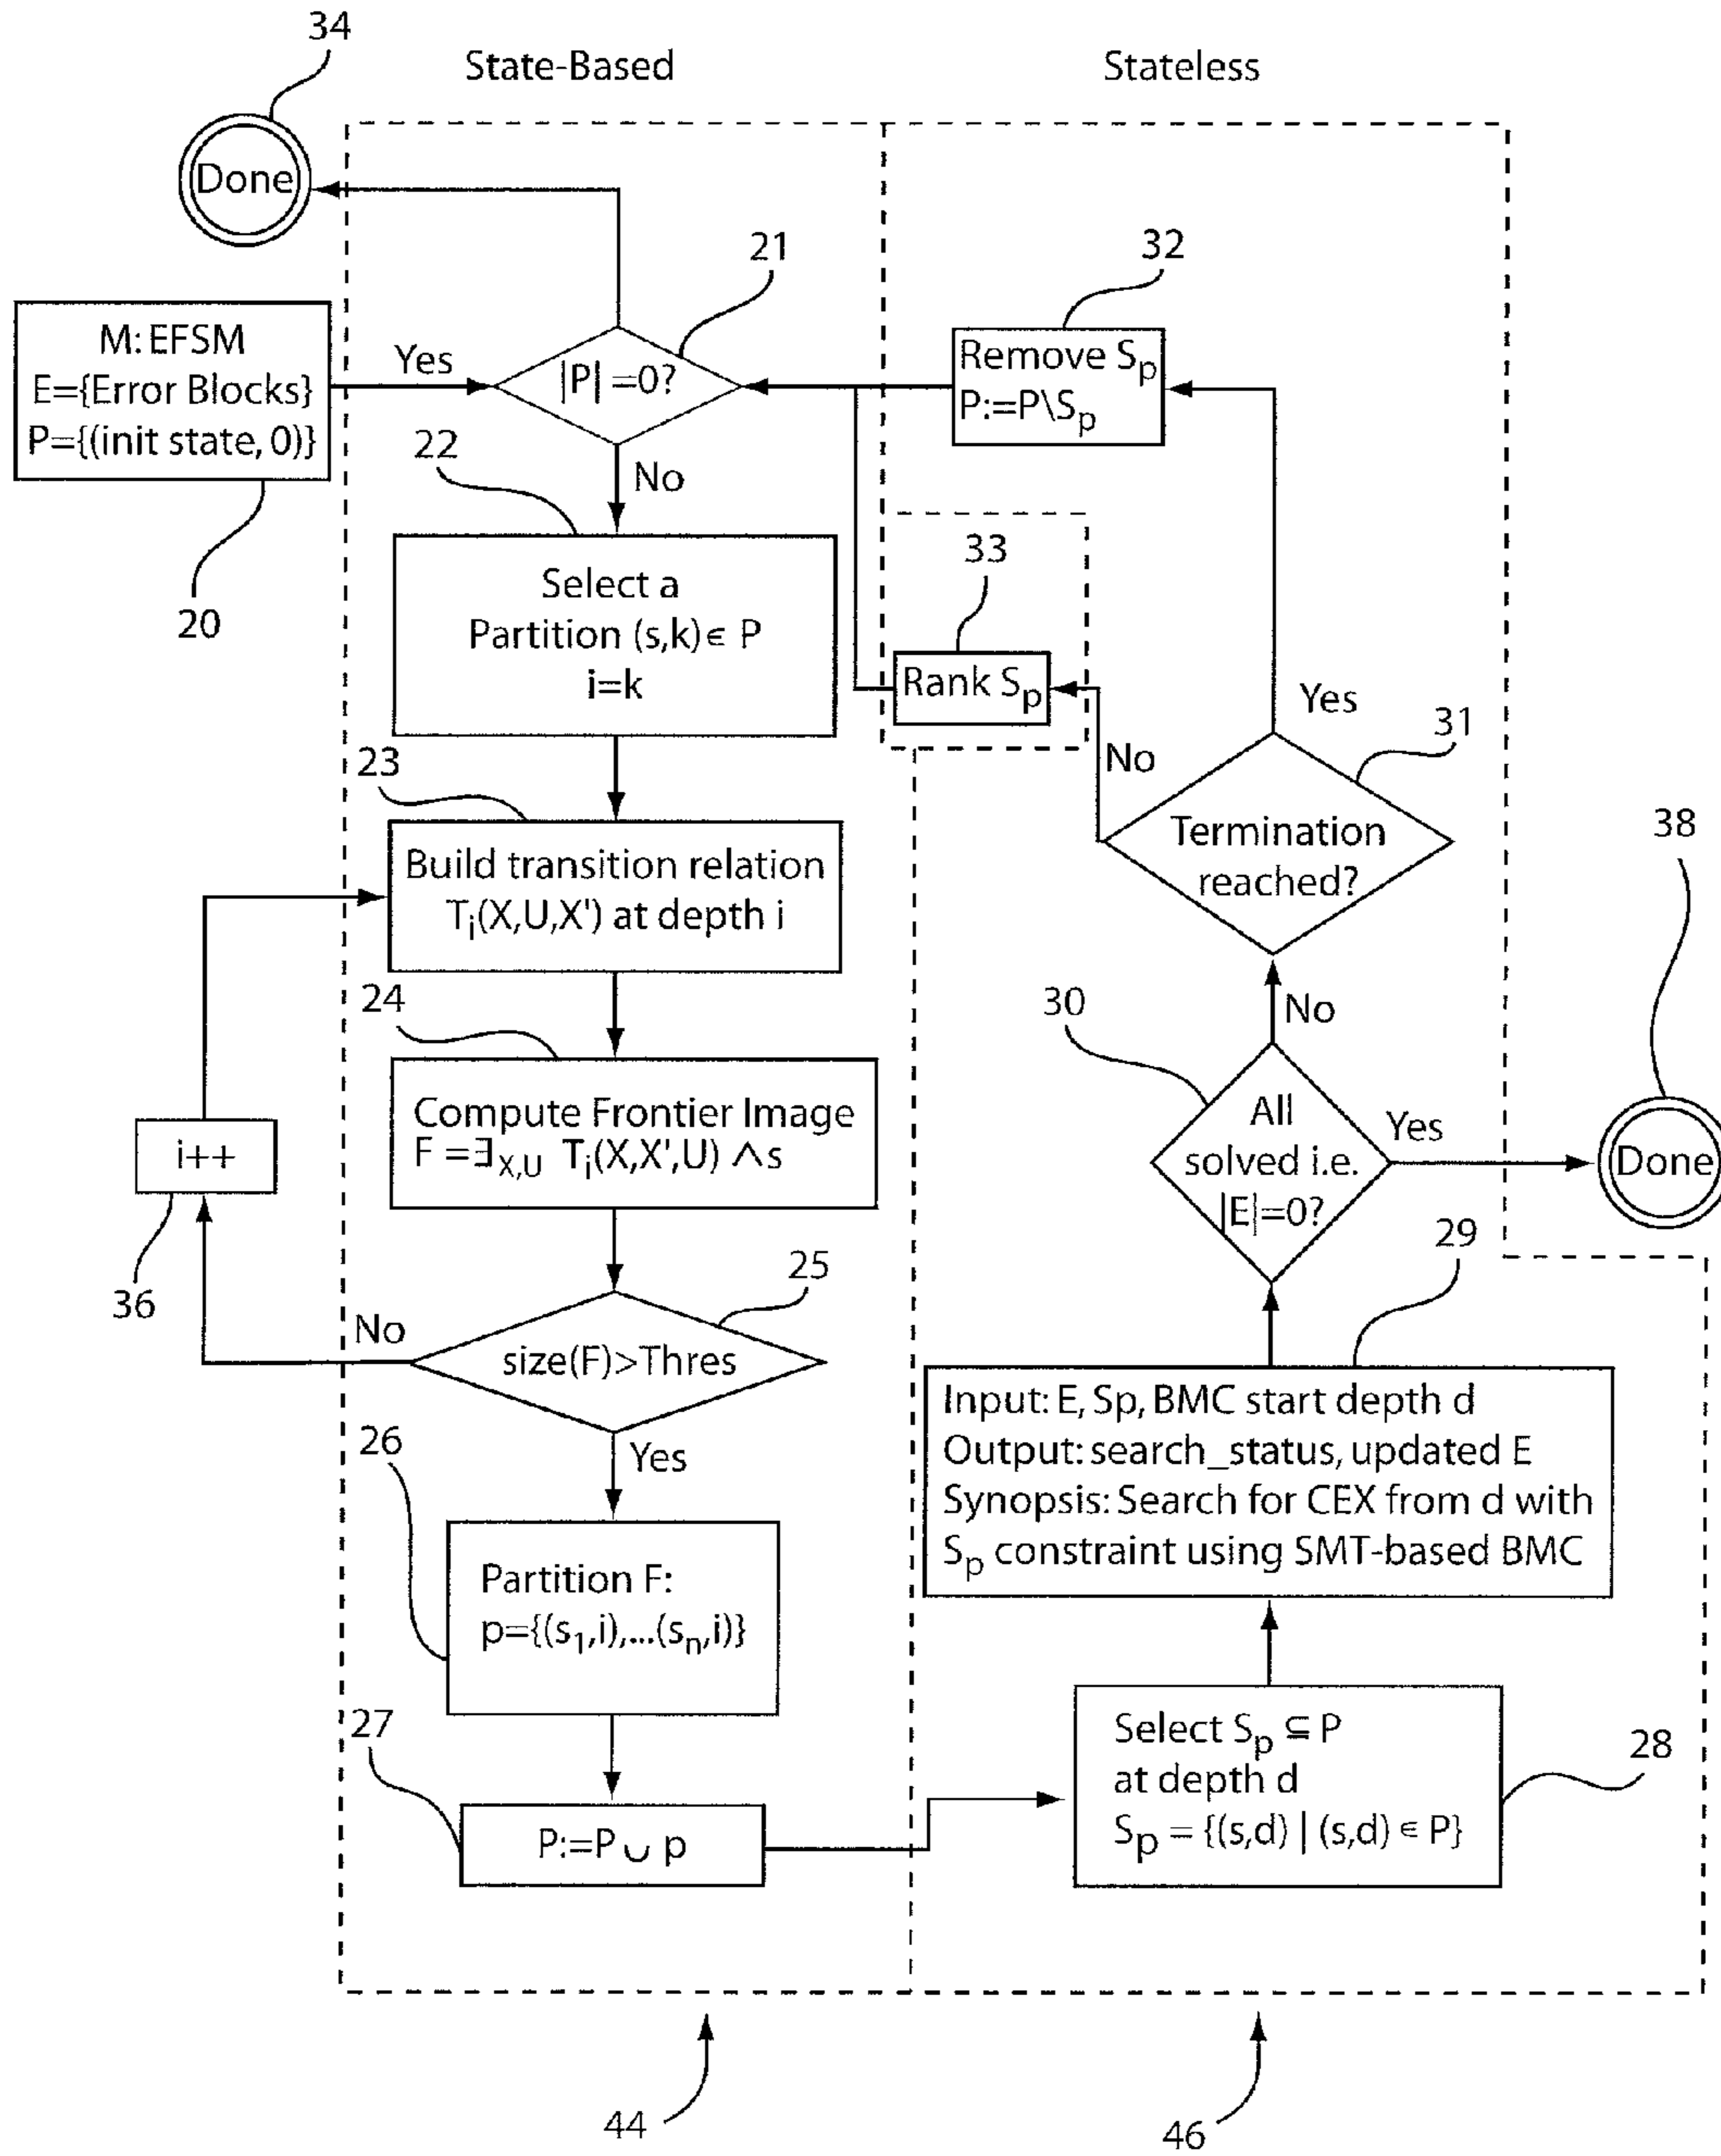 34
State-Based
Stateless
Done
21
32
M: EFSM
E={Error Blocks}
P={(init state, 0)}
Yes
|P| =0?
Remove Sp
P:=P\Sp
22
No
20
Select a
Partition (s,k)∊ P
i=k
33
Rank Sp
Yes
No
31
23
Termination
reached?
38
Build transition relation
Ti(X,U,X') at depth i
24
30
No
i++
Compute Frontier Image
F =∃X,U Ti(X,X',U) ∧s
All
solved i.e.
|E|=0?
Yes
Done
36
25
29
No
size(F)>Thres
Yes
Input: E, Sp, BMC start depth d
Output: search_status, updated E
Synopsis: Search for CEX from d with
Sp constraint using SMT-based BMC
26
Partition F:
p={(s1,i),...(sn,i)}
27
P:=P ∪ p
Select Sp ⊆ P
at depth d
Sp = {(s,d) | (s,d) ∊ P}
28
44
46